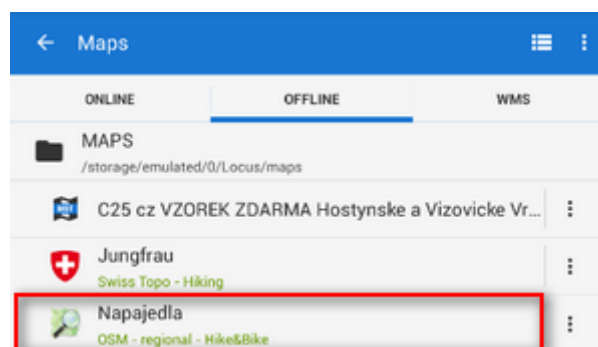 Maps
ONLINE OFFLINE WMS
MAPS
/storage/emulated/0/Locus/maps
C25 cz VZOREK ZDARMA Hostynske a Vizovicke Vr...
Jungfrau
Swiss Topo - Hiking
Napajedla
OSM - regional - Hike&Bike